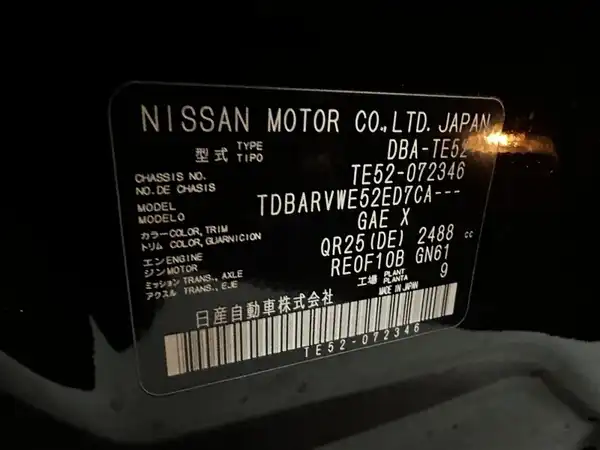 NISSAN MOTOR CO.,LTD. JAPAN
型式 TYPE TIPO DBA-TE52
CHASSIS NO. NO. DE CHASIS TE52-072346
MODEL MODELO TDBARVWE52ED7CA---
カラー COLOR, TRIM トリム COLOR, GUARNICION GAE X
エンジン ENGINE MOTOR QR25(DE) 2488 cc
ミッション TRANS., AXLE アクスル TRANS., EJE RE0F10B GN61
工場 PLANT PLANTA 9
日産自動車株式会社 MADE IN JAPAN
TE52-072346